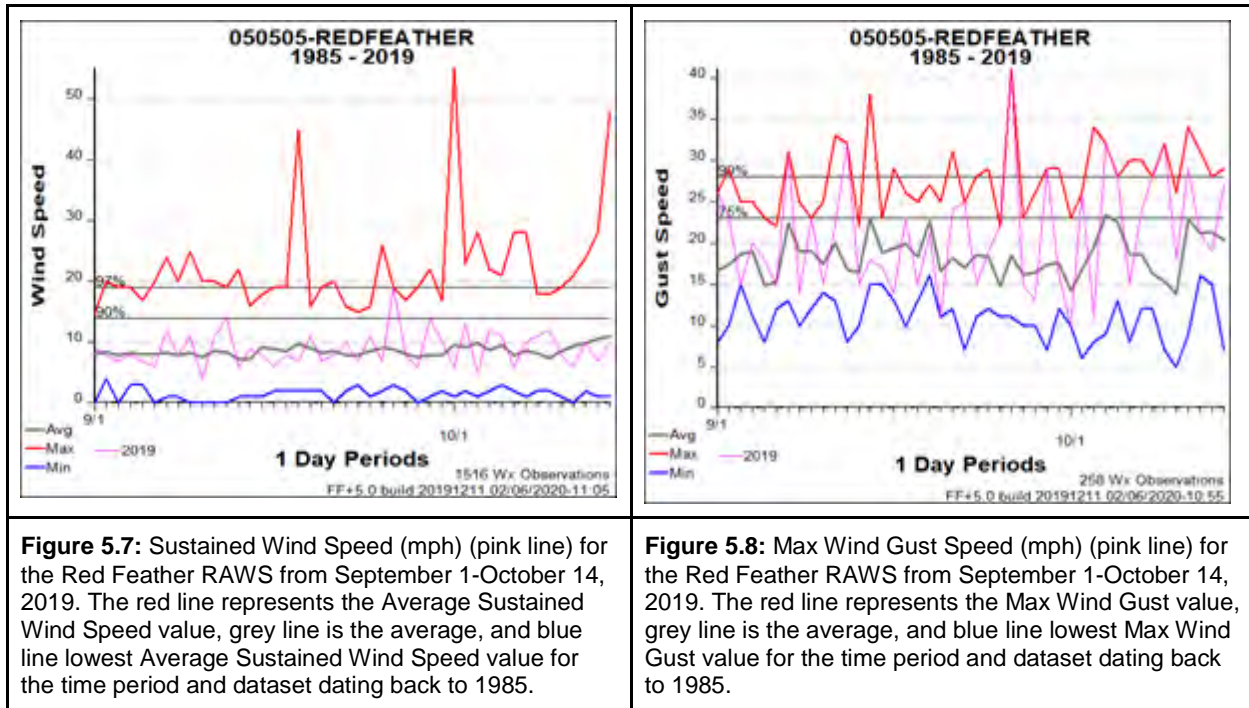 050505-REDFEATHER
1985 - 2019
Wind Speed
50
40
30
20
10
0
97%
90%
9/1
10/1
Avg
Max
Min
2019
1 Day Periods
1516 Wx Observations
FF+5.0 build 20191211 02/06/2020-11:05
050505-REDFEATHER
1985 - 2019
Gust Speed
40
35
30
25
20
15
10
5
0
90%
75%
9/1
10/1
Avg
Max
Min
2019
1 Day Periods
258 Wx Observations
FF+5.0 build 20191211 02/06/2020-10:55
Figure 5.7: Sustained Wind Speed (mph) (pink line) for
the Red Feather RAWS from September 1-October 14,
2019. The red line represents the Average Sustained
Wind Speed value, grey line is the average, and blue
line lowest Average Sustained Wind Speed value for
the time period and dataset dating back to 1985.
Figure 5.8: Max Wind Gust Speed (mph) (pink line) for
the Red Feather RAWS from September 1-October 14,
2019. The red line represents the Max Wind Gust value,
grey line is the average, and blue line lowest Max Wind
Gust value for the time period and dataset dating back
to 1985.